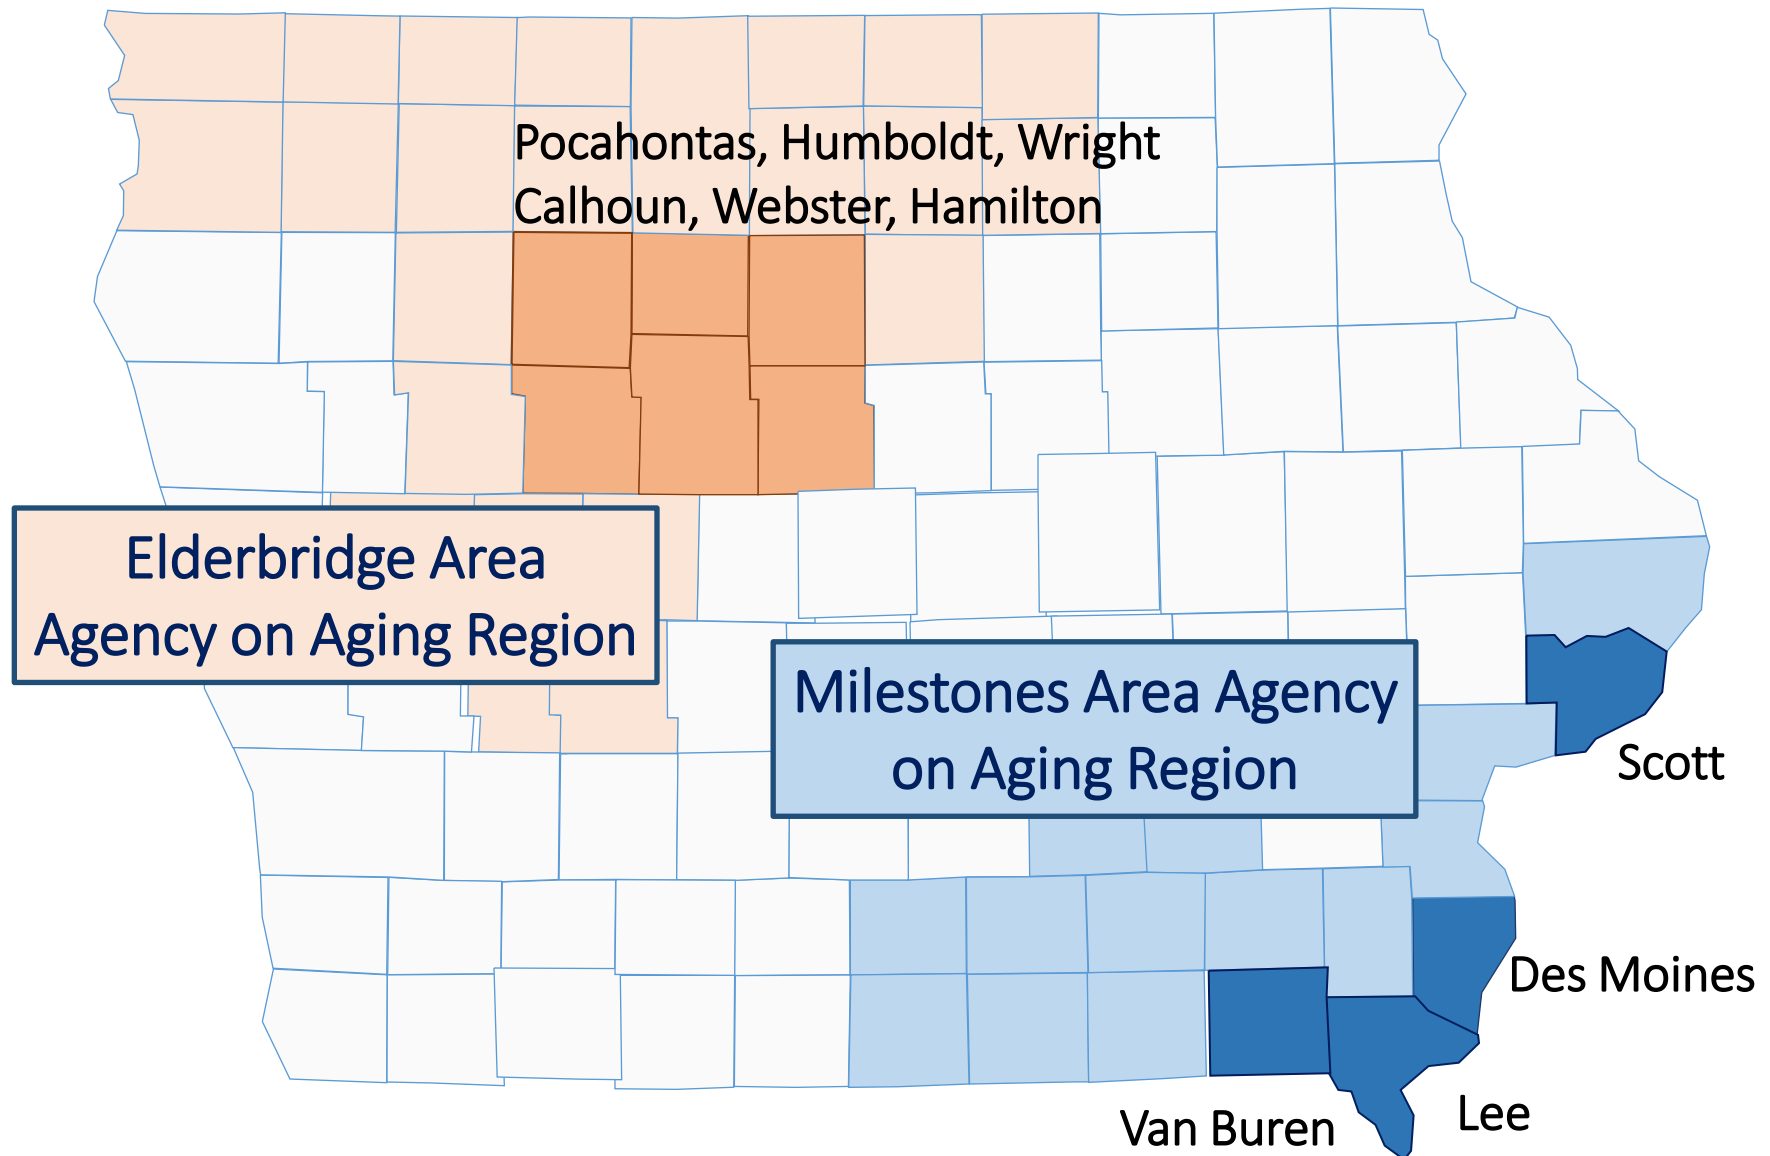 Pocahontas, Humboldt, Wright
Calhoun, Webster, Hamilton
Elderbridge Area
Agency on Aging Region
Milestones Area Agency
on Aging Region
Scott
Des Moines
Lee
Van Buren